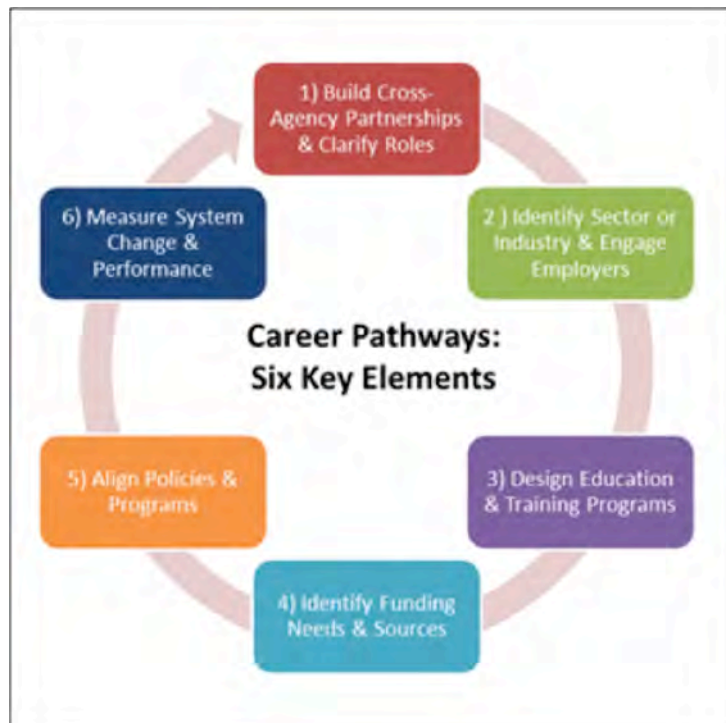 1) Build Cross-
Agency Partnerships
& Clarify Roles
2 ) Identify Sector or
Industry & Engage
Employers
3) Design Education
& Training Programs
4) Identify Funding
Needs & Sources
5) Align Policies &
Programs
6) Measure System
Change &
Performance
Career Pathways:
Six Key Elements